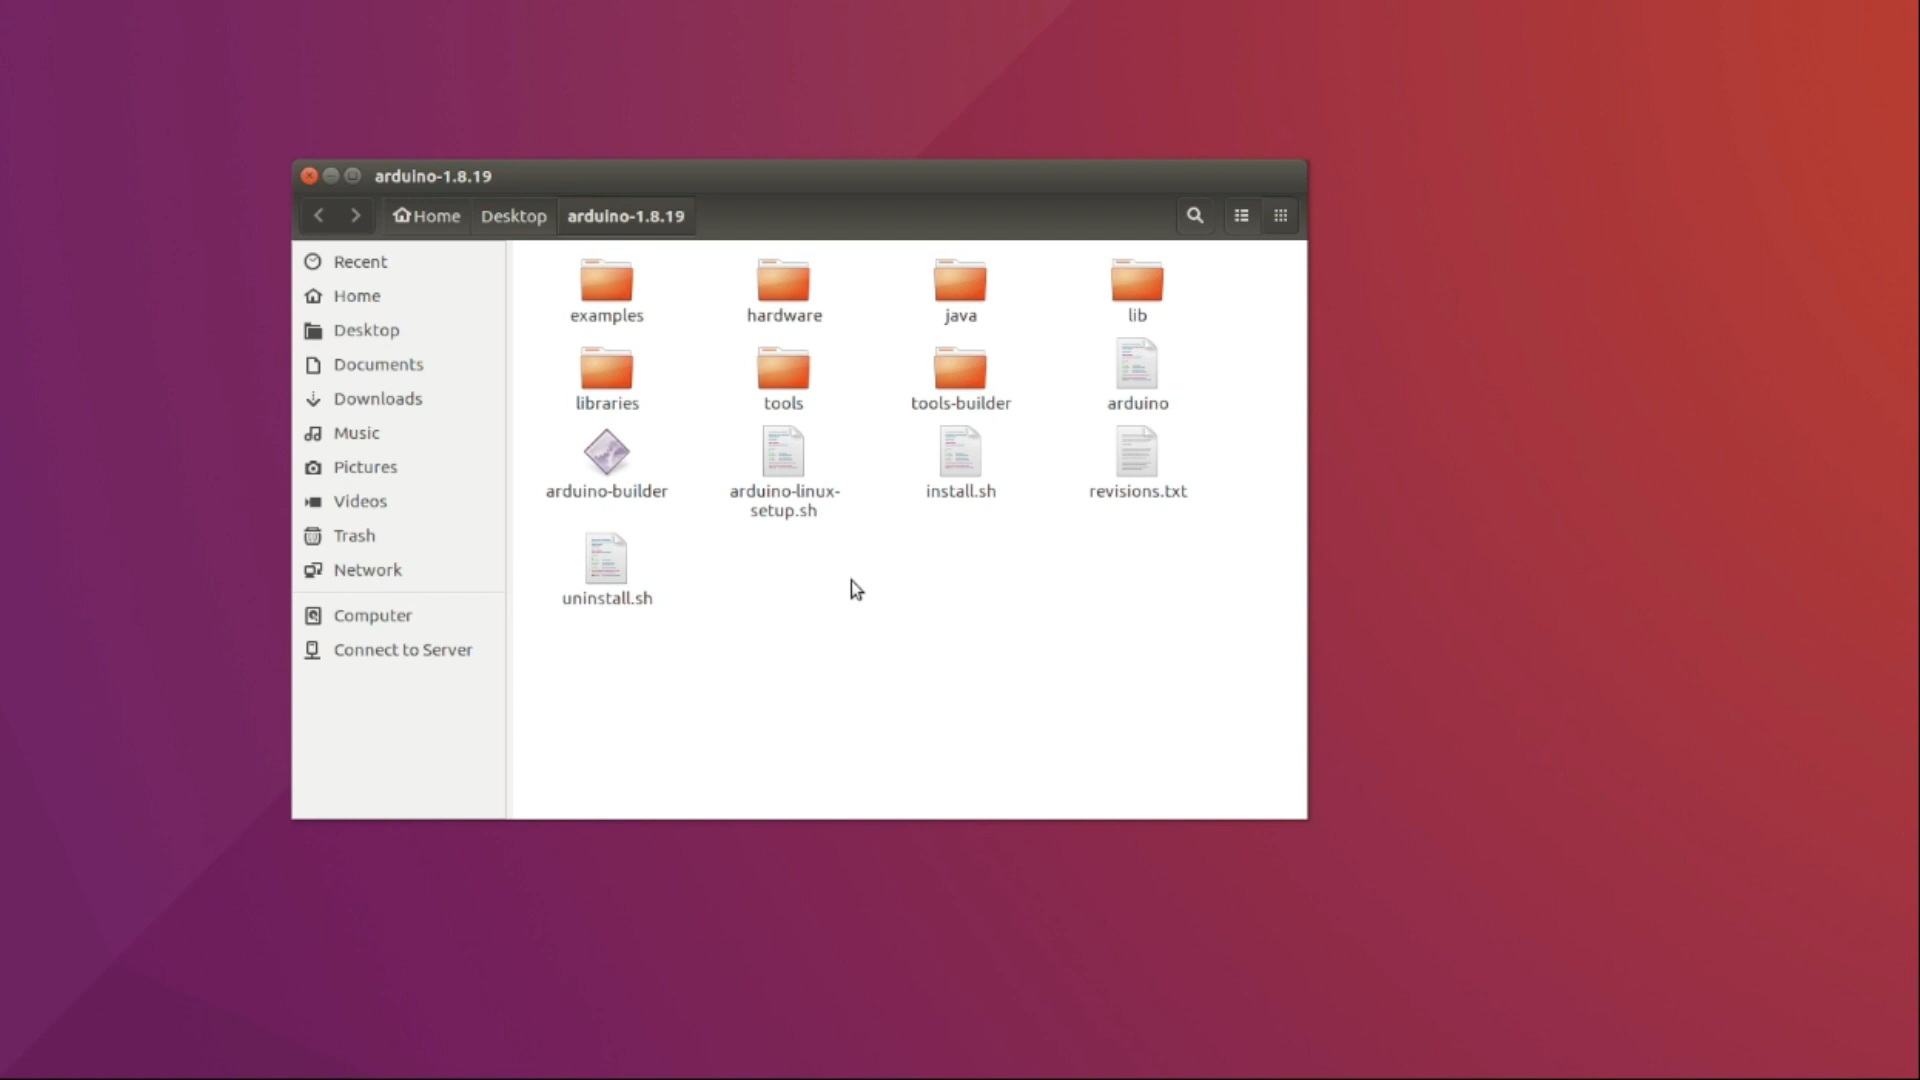 arduino-1.8.19
Home Desktop arduino-1.8.19
Recent
Home
Desktop
Documents
Downloads
Music
Pictures
Videos
Trash
Network
Computer
Connect to Server
examples hardware java lib
libraries tools tools-builder arduino
arduino-builder arduino-linux-setup.sh install.sh revisions.txt
uninstall.sh